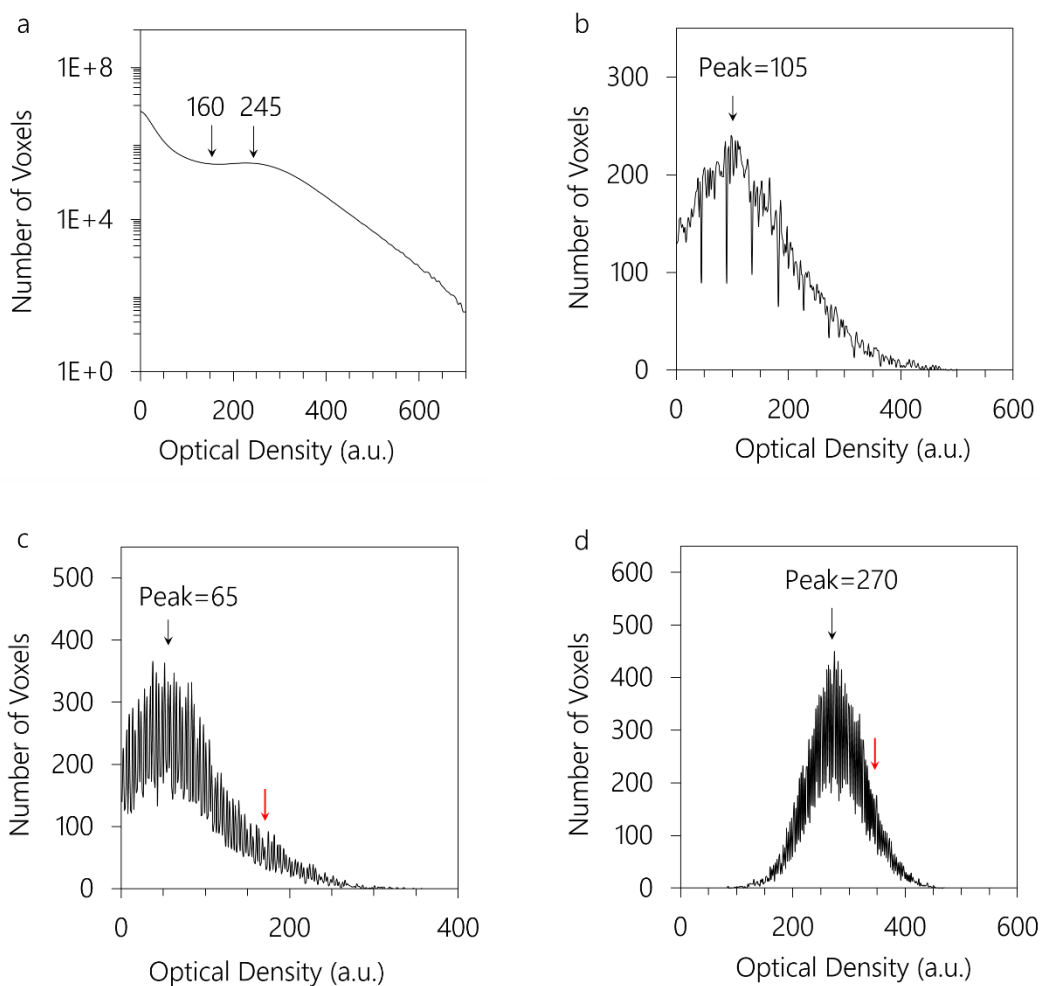 a
Number of Voxels
1E+8
1E+4
1E+0
160 245
0 200 400 600
Optical Density (a.u.)
b
Number of Voxels
300
200
100
0
Peak=105
0 200 400 600
Optical Density (a.u.)
c
Number of Voxels
500
400
300
200
100
0
Peak=65
0 200 400
Optical Density (a.u.)
d
Number of Voxels
600
500
400
300
200
100
0
Peak=270
0 200 400 600
Optical Density (a.u.)